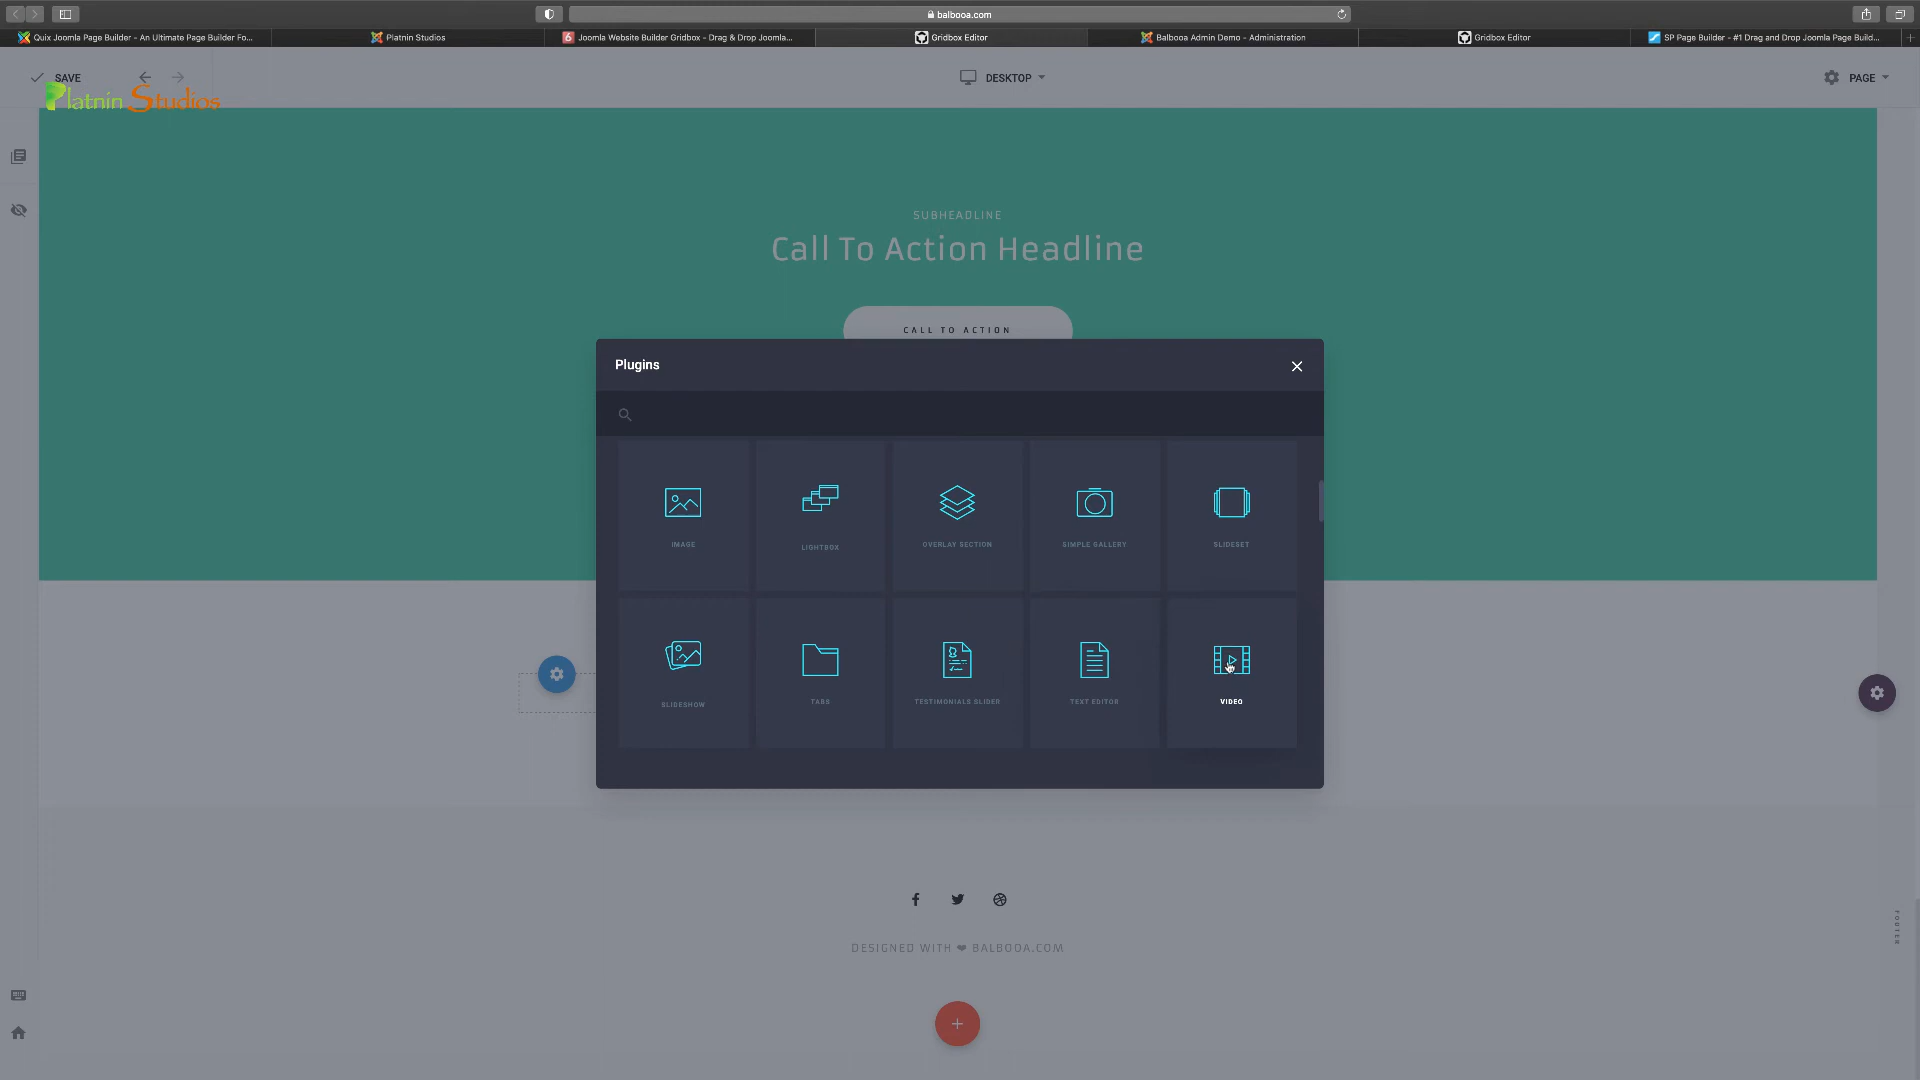 balbooa.com
Quix Joomla Page Builder - An Ultimate Page Builder Fo...
Platnin Studios
Joomla Website Builder Gridbox - Drag & Drop Joomla...
Gridbox Editor
Balbooa Admin Demo - Administration
Gridbox Editor
SP Page Builder - #1 Drag and Drop Joomla Page Build...
SAVE
DESKTOP
PAGE
Platnin Studios
SUBHEADLINE
Call To Action Headline
CALL TO ACTION
Plugins
IMAGE
LIGHTBOX
OVERLAY SECTION
SIMPLE GALLERY
SLIDESET
SLIDESHOW
TABS
TESTIMONIALS SLIDER
TEXT EDITOR
VIDEO
FOOTER
DESIGNED WITH ❤ BALBOOA.COM